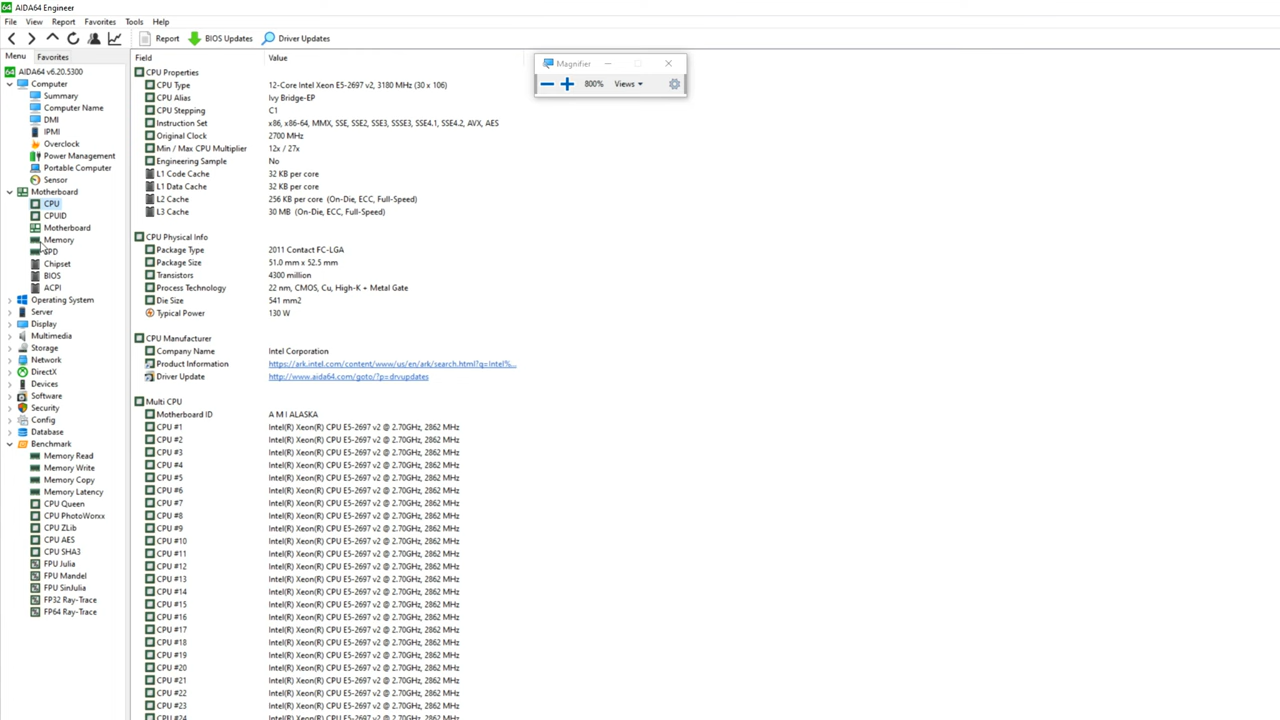 AIDA64 Engineer
File View Report Favorites Tools Help
Report BIOS Updates Driver Updates
Menu Favorites
AIDA64 v6.20.5300
Computer
Summary
Computer Name
DMI
IPMI
Overclock
Power Management
Portable Computer
Sensor
Motherboard
CPU
CPUID
Motherboard
Memory
SPD
Chipset
BIOS
ACPI
Operating System
Server
Display
Multimedia
Storage
Network
DirectX
Devices
Software
Security
Config
Database
Benchmark
Memory Read
Memory Write
Memory Copy
Memory Latency
CPU Queen
CPU PhotoWorxx
CPU ZLib
CPU AES
CPU SHA3
FPU Julia
FPU Mandel
FPU SinJulia
FP32 Ray-Trace
FP64 Ray-Trace
Field Value
CPU Properties
CPU Type 12-Core Intel Xeon E5-2697 v2, 3180 MHz (30 x 106)
CPU Alias Ivy Bridge-EP
CPU Stepping C1
Instruction Set x86, x86-64, MMX, SSE, SSE2, SSE3, SSSE3, SSE4.1, SSE4.2, AVX, AES
Original Clock 2700 MHz
Min / Max CPU Multiplier 12x / 27x
Engineering Sample No
L1 Code Cache 32 KB per core
L1 Data Cache 32 KB per core
L2 Cache 256 KB per core (On-Die, ECC, Full-Speed)
L3 Cache 30 MB (On-Die, ECC, Full-Speed)
CPU Physical Info
Package Type 2011 Contact FC-LGA
Package Size 51.0 mm x 52.5 mm
Transistors 4300 million
Process Technology 22 nm, CMOS, Cu, High-K + Metal Gate
Die Size 541 mm2
Typical Power 130 W
CPU Manufacturer
Company Name Intel Corporation
Product Information https://ark.intel.com/content/www/us/en/ark/search.html?q=Intel%...
Driver Update http://www.aida64.com/goto/?p=drvupdates
Multi CPU
Motherboard ID A M I ALASKA
CPU #1 Intel(R) Xeon(R) CPU E5-2697 v2 @ 2.70GHz, 2862 MHz
CPU #2 Intel(R) Xeon(R) CPU E5-2697 v2 @ 2.70GHz, 2862 MHz
CPU #3 Intel(R) Xeon(R) CPU E5-2697 v2 @ 2.70GHz, 2862 MHz
CPU #4 Intel(R) Xeon(R) CPU E5-2697 v2 @ 2.70GHz, 2862 MHz
CPU #5 Intel(R) Xeon(R) CPU E5-2697 v2 @ 2.70GHz, 2862 MHz
CPU #6 Intel(R) Xeon(R) CPU E5-2697 v2 @ 2.70GHz, 2862 MHz
CPU #7 Intel(R) Xeon(R) CPU E5-2697 v2 @ 2.70GHz, 2862 MHz
CPU #8 Intel(R) Xeon(R) CPU E5-2697 v2 @ 2.70GHz, 2862 MHz
CPU #9 Intel(R) Xeon(R) CPU E5-2697 v2 @ 2.70GHz, 2862 MHz
CPU #10 Intel(R) Xeon(R) CPU E5-2697 v2 @ 2.70GHz, 2862 MHz
CPU #11 Intel(R) Xeon(R) CPU E5-2697 v2 @ 2.70GHz, 2862 MHz
CPU #12 Intel(R) Xeon(R) CPU E5-2697 v2 @ 2.70GHz, 2862 MHz
CPU #13 Intel(R) Xeon(R) CPU E5-2697 v2 @ 2.70GHz, 2862 MHz
CPU #14 Intel(R) Xeon(R) CPU E5-2697 v2 @ 2.70GHz, 2862 MHz
CPU #15 Intel(R) Xeon(R) CPU E5-2697 v2 @ 2.70GHz, 2862 MHz
CPU #16 Intel(R) Xeon(R) CPU E5-2697 v2 @ 2.70GHz, 2862 MHz
CPU #17 Intel(R) Xeon(R) CPU E5-2697 v2 @ 2.70GHz, 2862 MHz
CPU #18 Intel(R) Xeon(R) CPU E5-2697 v2 @ 2.70GHz, 2862 MHz
CPU #19 Intel(R) Xeon(R) CPU E5-2697 v2 @ 2.70GHz, 2862 MHz
CPU #20 Intel(R) Xeon(R) CPU E5-2697 v2 @ 2.70GHz, 2862 MHz
CPU #21 Intel(R) Xeon(R) CPU E5-2697 v2 @ 2.70GHz, 2862 MHz
CPU #22 Intel(R) Xeon(R) CPU E5-2697 v2 @ 2.70GHz, 2862 MHz
CPU #23 Intel(R) Xeon(R) CPU E5-2697 v2 @ 2.70GHz, 2862 MHz
CPU #24 Intel(R) Xeon(R) CPU E5-2697 v2 @ 2.70GHz, 2862 MHz
Magnifier
800% Views